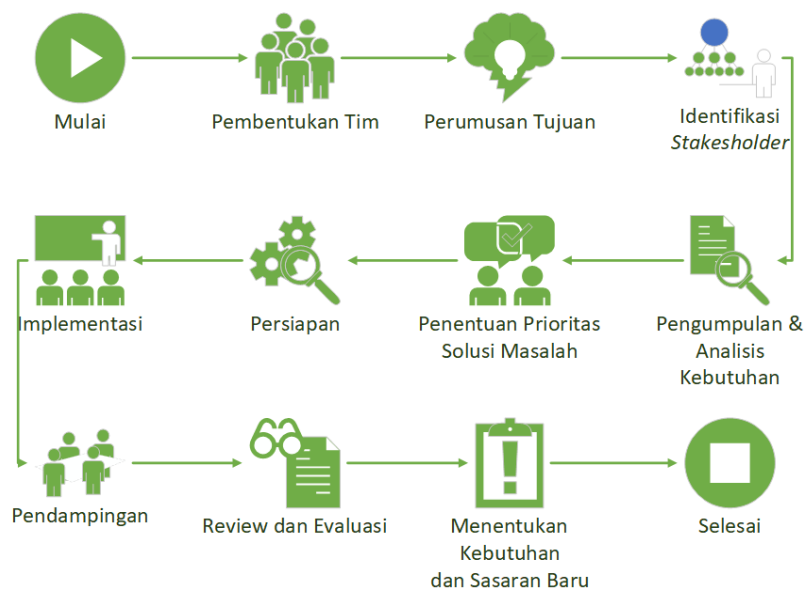 Mulai
Pembentukan Tim
Perumusan Tujuan
Identifikasi
Stakesholder
Implementasi
Persiapan
Penentuan Prioritas
Solusi Masalah
Pengumpulan &
Analisis
Kebutuhan
Pendampingan
Review dan Evaluasi
Menentukan
Kebutuhan
dan Sasaran Baru
Selesai